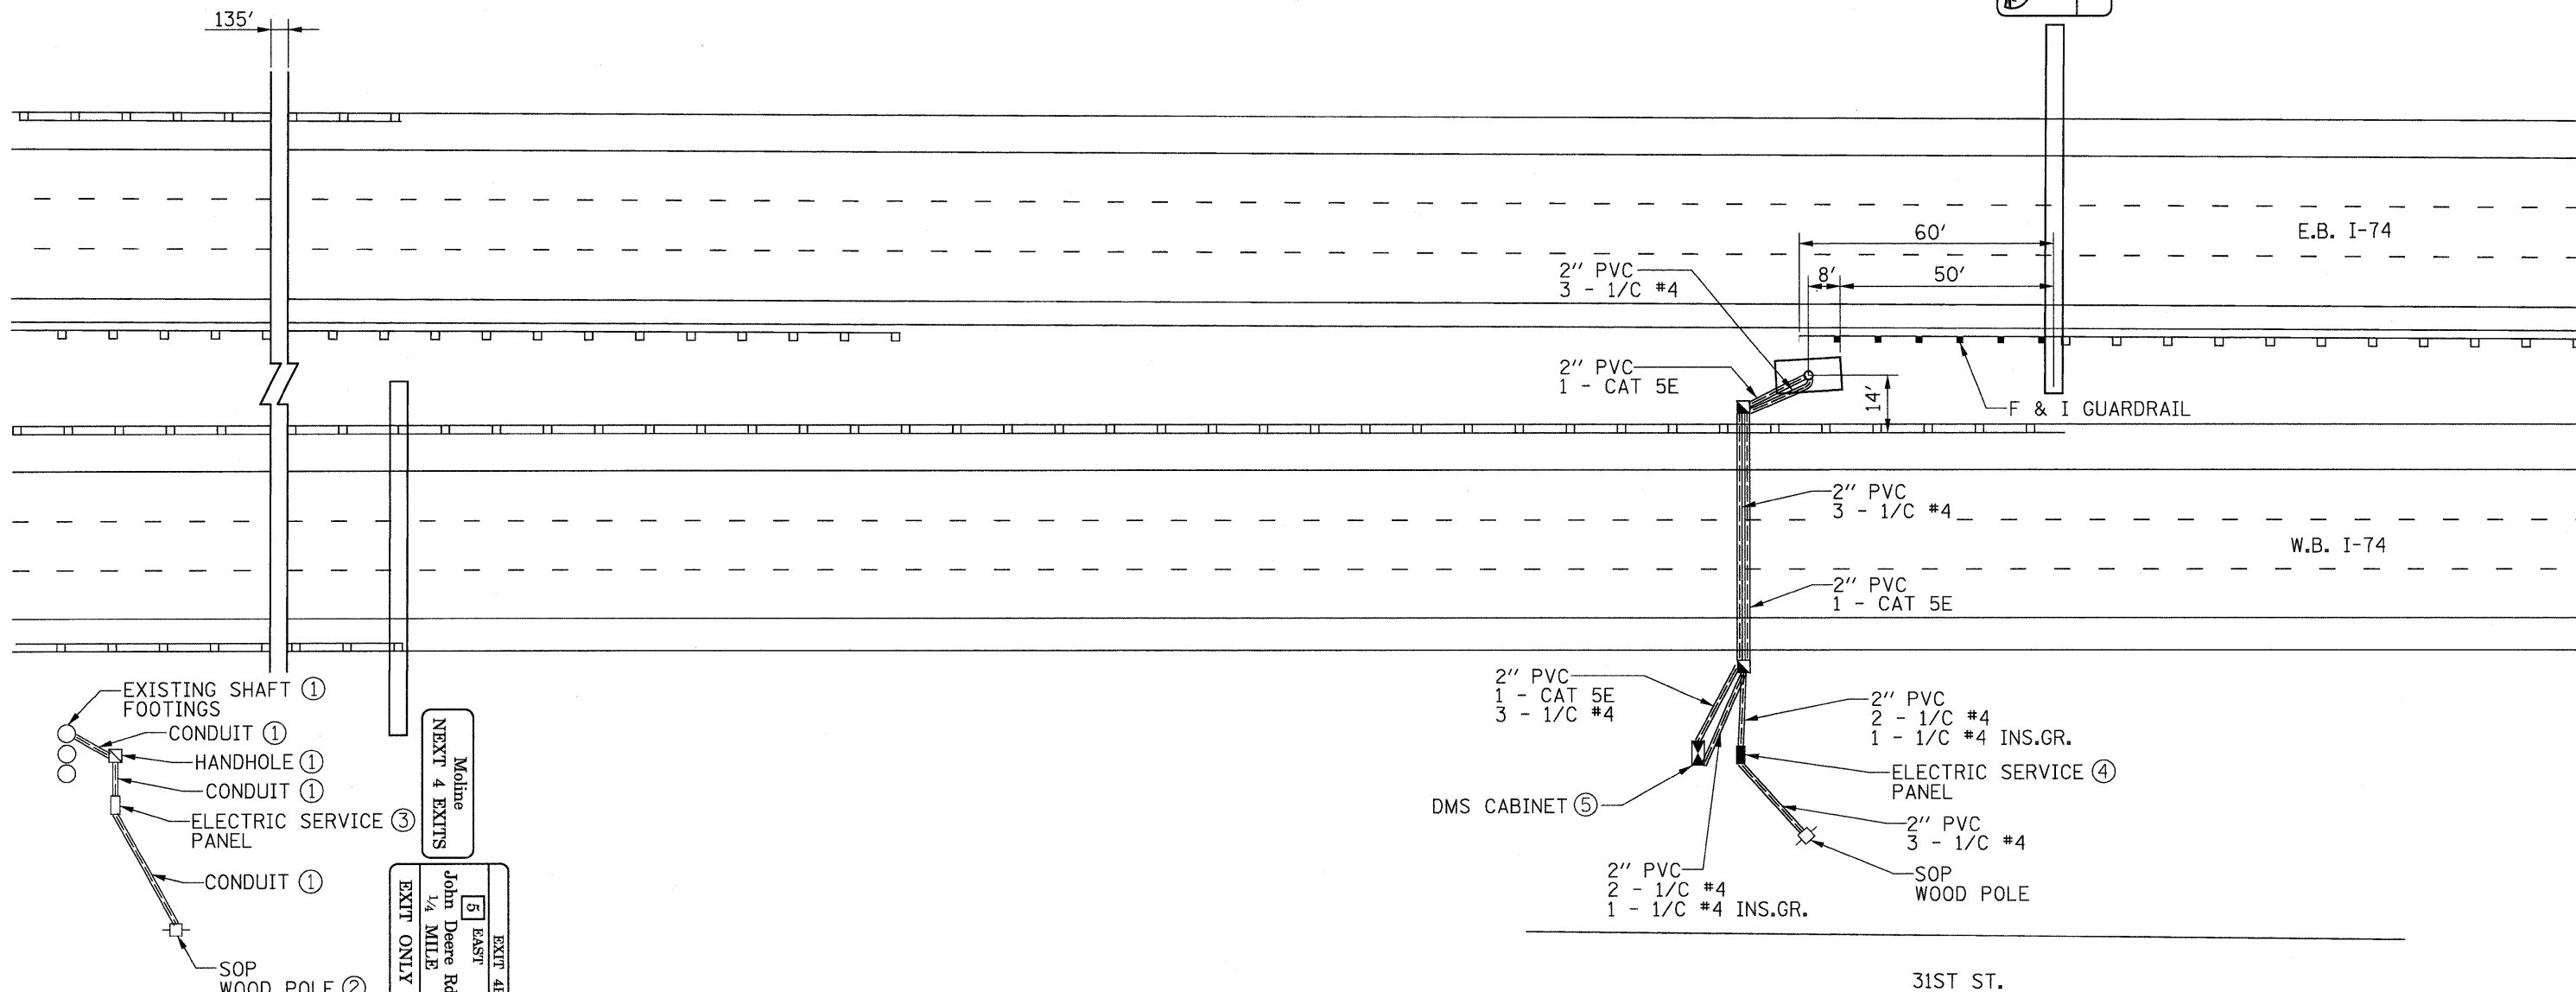 135'
60'
E.B. I-74
2" PVC
3 - 1/C #4
8'
50'
2" PVC
1 - CAT 5E
14'
F & I GUARDRAIL
2" PVC
3 - 1/C #4
W.B. I-74
2" PVC
1 - CAT 5E
EXISTING SHAFT ①
FOOTINGS
CONDUIT ①
HANDHOLE ①
CONDUIT ①
ELECTRIC SERVICE ③
PANEL
CONDUIT ①
SOP
WOOD POLE ②
Moline
NEXT 4 EXITS
5 EAST
John Deere Rd
1/4 MILE
EXIT ONLY
2" PVC
1 - CAT 5E
3 - 1/C #4
2" PVC
2 - 1/C #4
1 - 1/C #4 INS.GR.
ELECTRIC SERVICE ④
PANEL
DMS CABINET ⑤
2" PVC
3 - 1/C #4
SOP
WOOD POLE
2" PVC
2 - 1/C #4
1 - 1/C #4 INS.GR.
31ST ST.